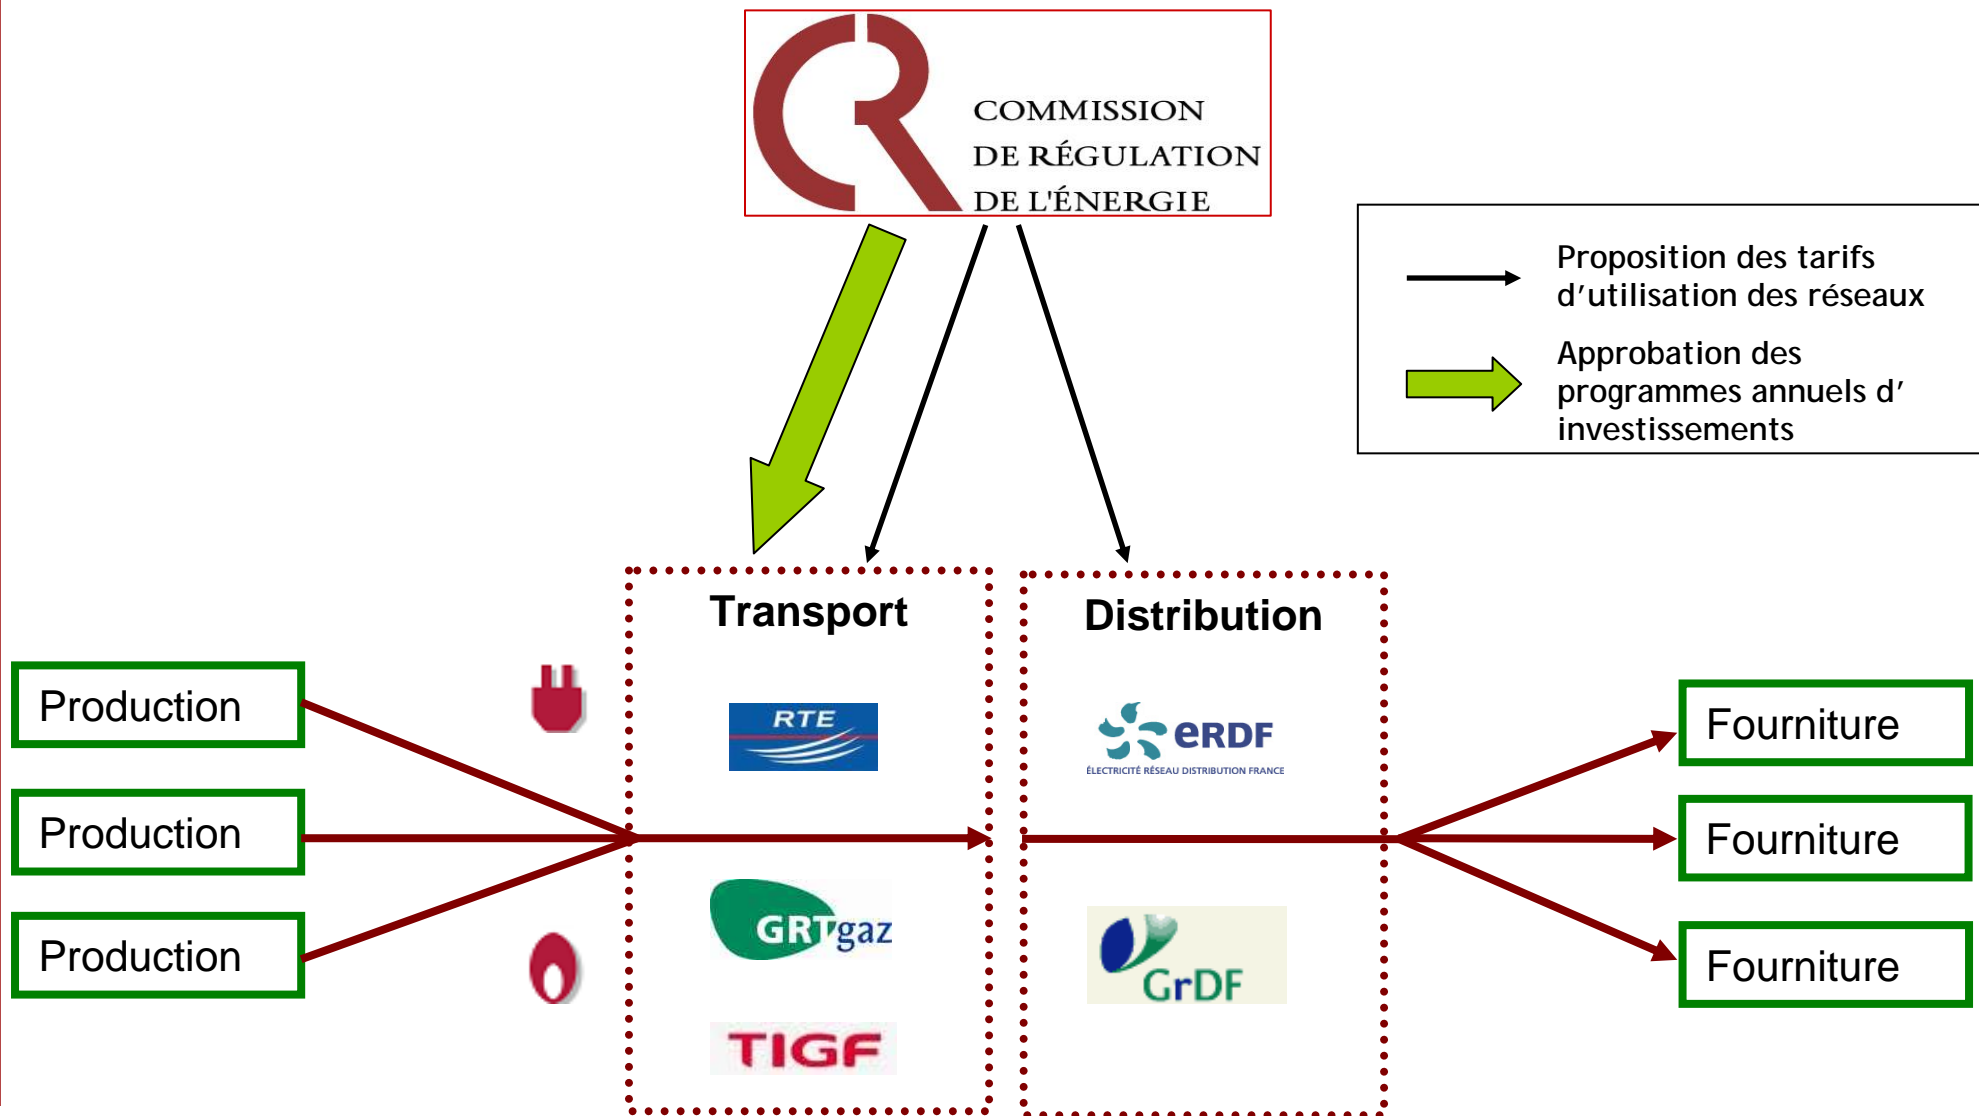 COMMISSION
DE RÉGULATION
DE L'ÉNERGIE
Proposition des tarifs
d'utilisation des réseaux
Approbation des
programmes annuels d'
investissements
Transport
Distribution
Production
Production
Production
RTE
eRDF
ÉLECTRICITÉ RÉSEAU DISTRIBUTION FRANCE
GRTgaz
GrDF
TIGF
Fourniture
Fourniture
Fourniture